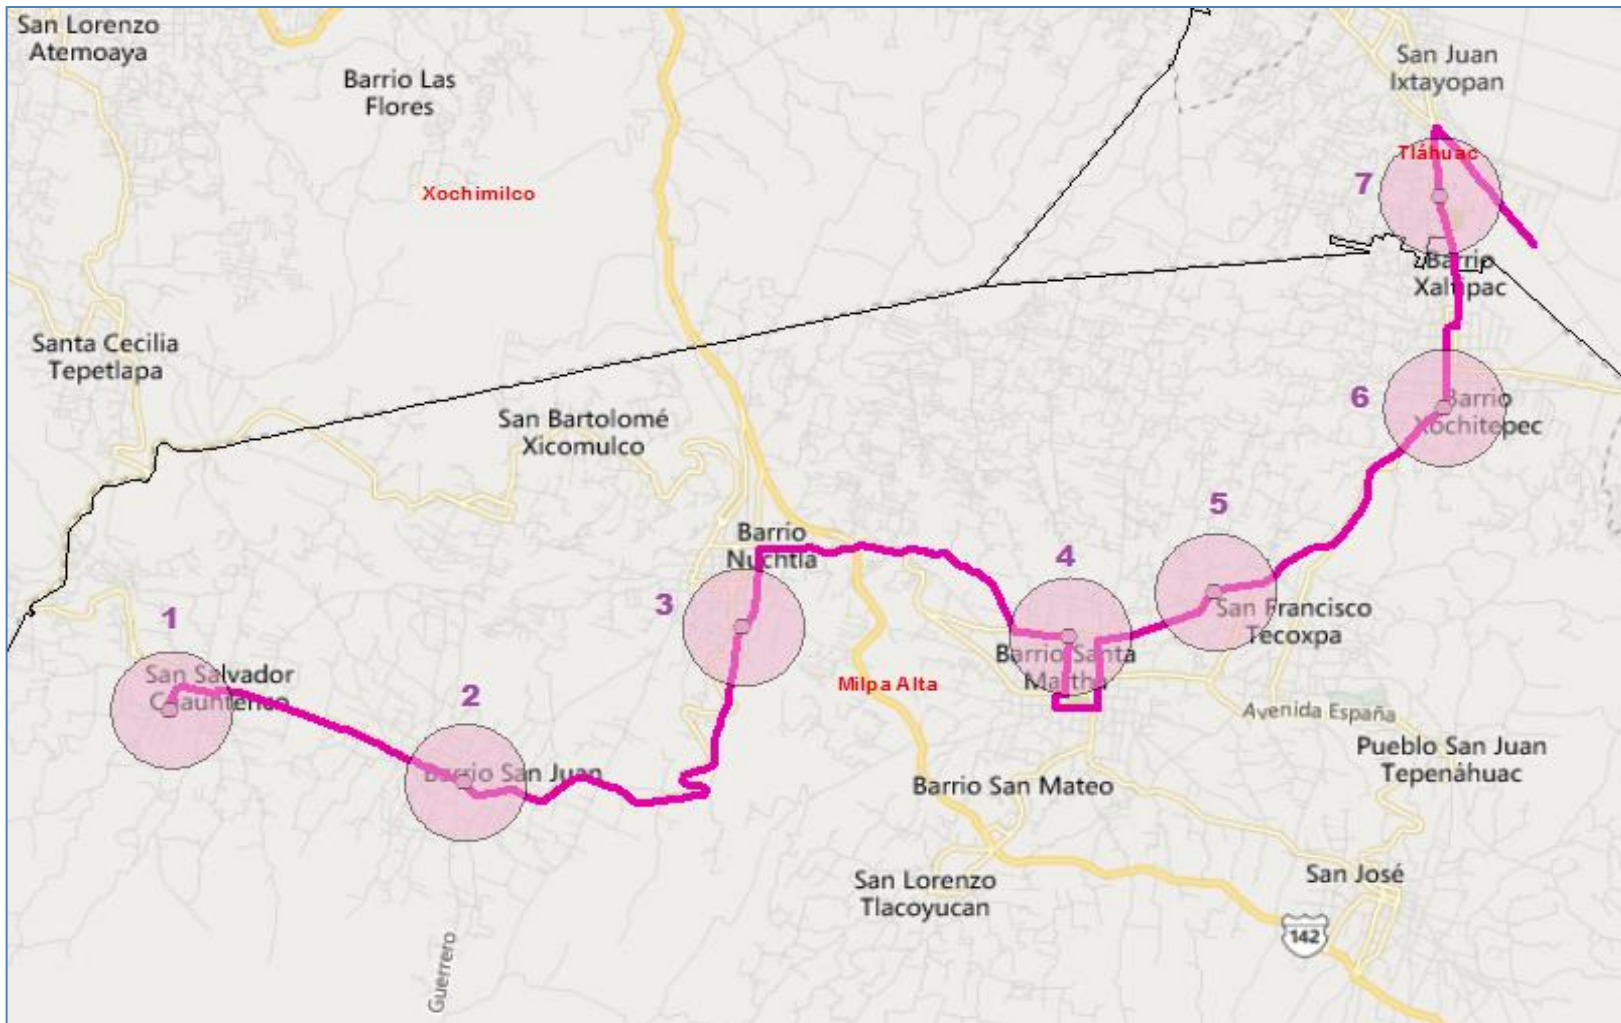 San Lorenzo
Atemoaya
Barrio Las
Flores
San Juan
Ixtayopan
Tláhuac
7
Xochimilco
Barrio
Xaltipac
Santa Cecilia
Tepetlapa
6
Barrio
Xochitepec
San Bartolomé
Xicomulco
5
Barrio
Nuchtla
4
3
1
San Francisco
Tecoxpa
Barrio Santa
Martha
San Salvador
Cuauhtenco
Milpa Alta
2
Avenida España
Pueblo San Juan
Tepenáhuac
Barrio San Juan
Barrio San Mateo
San Lorenzo
Tlacoyucan
San José
142
Guerrero